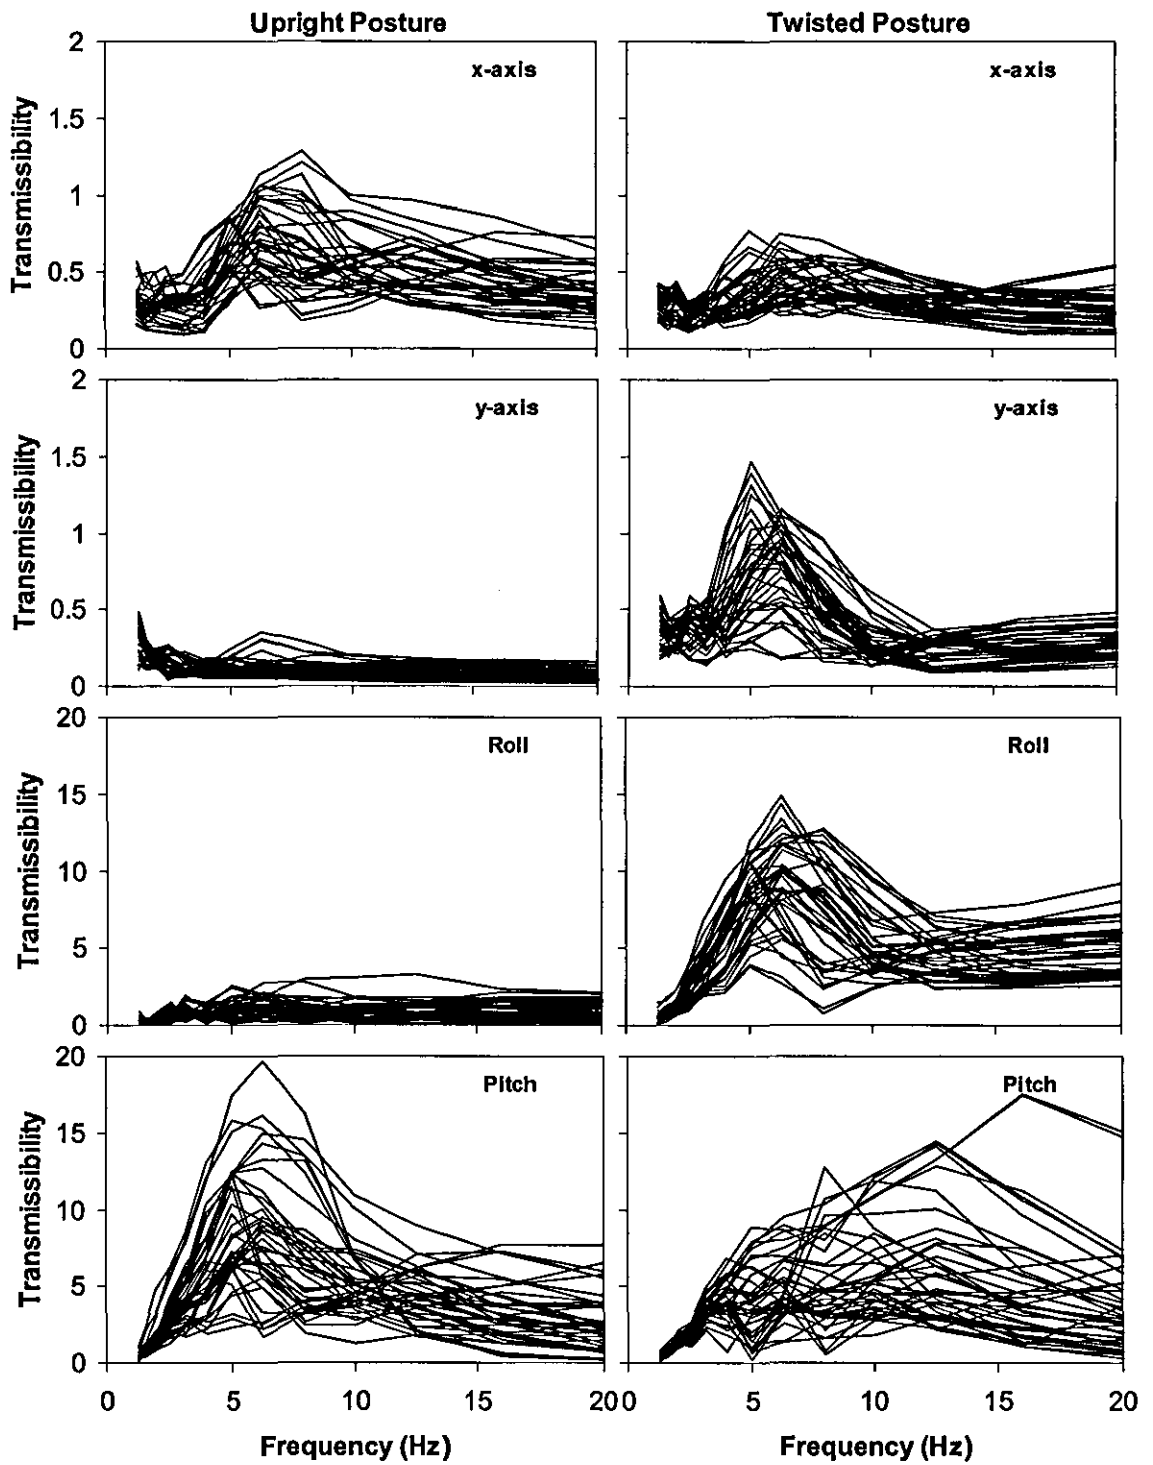 Upright Posture Twisted Posture
2
x-axis x-axis
1.5
1
0.5
0
Transmissibility
2
y-axis y-axis
1.5
1
0.5
0
Transmissibility
20
Roll Roll
15
10
5
0
Transmissibility
20
Pitch Pitch
15
10
5
0
Transmissibility
0 5 10 15 20 0 5 10 15 20
Frequency (Hz) Frequency (Hz)